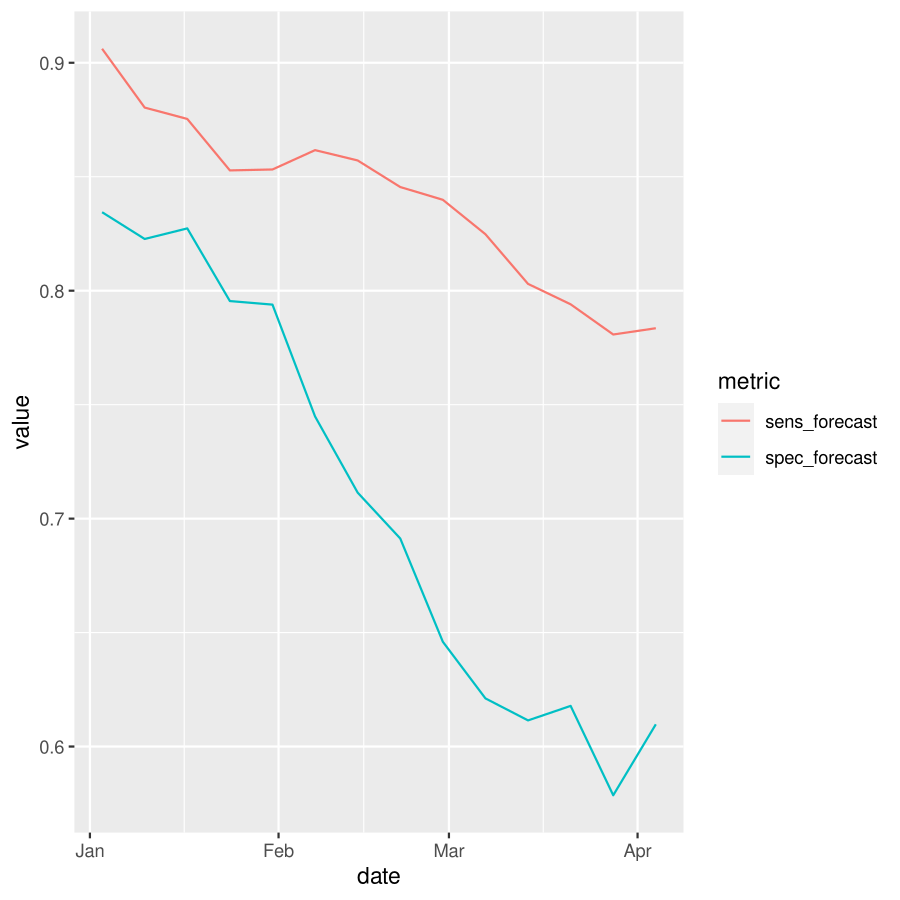 0.9
0.8
0.7
0.6
value
Jan
Feb
Mar
Apr
date
metric
sens_forecast
spec_forecast